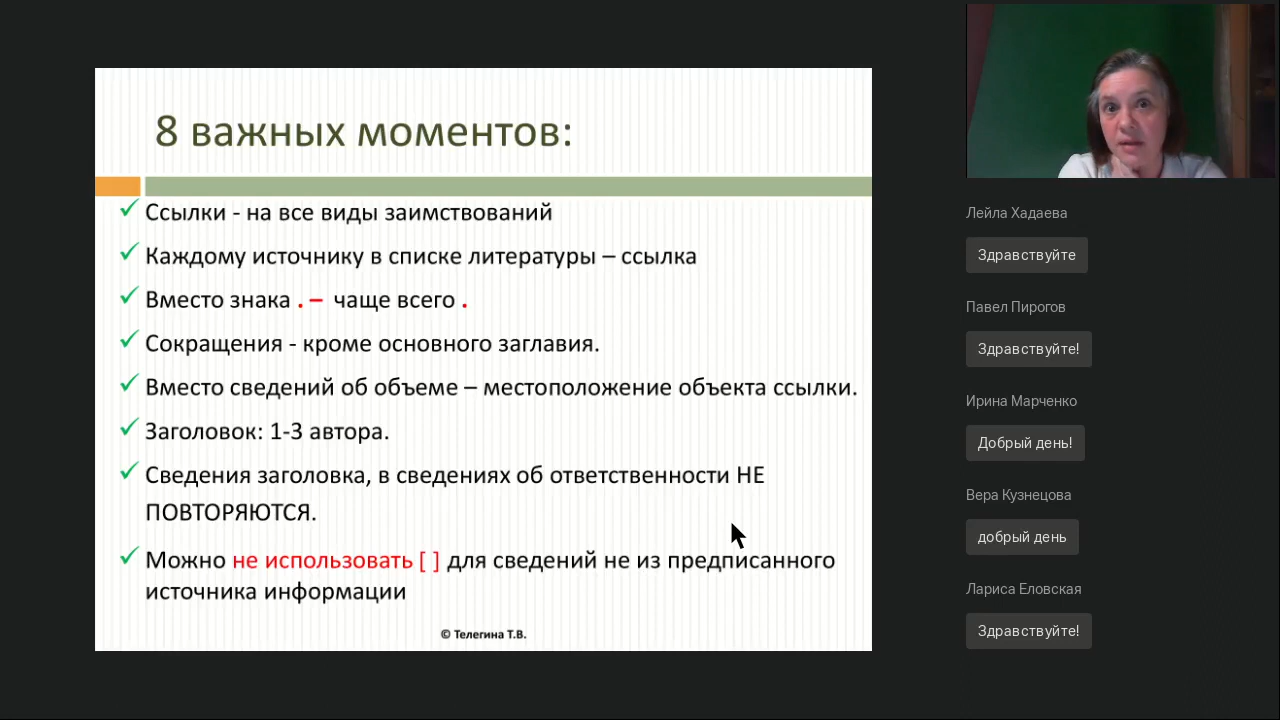 8 важных моментов:
Ссылки - на все виды заимствований
Каждому источнику в списке литературы – ссылка
Вместо знака . – чаще всего .
Сокращения - кроме основного заглавия.
Вместо сведений об объеме – местоположение объекта ссылки.
Заголовок: 1-3 автора.
Сведения заголовка, в сведениях об ответственности НЕ
ПОВТОРЯЮТСЯ.
Можно не использовать [ ] для сведений не из предписанного
источника информации
© Телегина Т.В.
Лейла Хадаева
Здравствуйте
Павел Пирогов
Здравствуйте!
Ирина Марченко
Добрый день!
Вера Кузнецова
добрый день
Лариса Еловская
Здравствуйте!